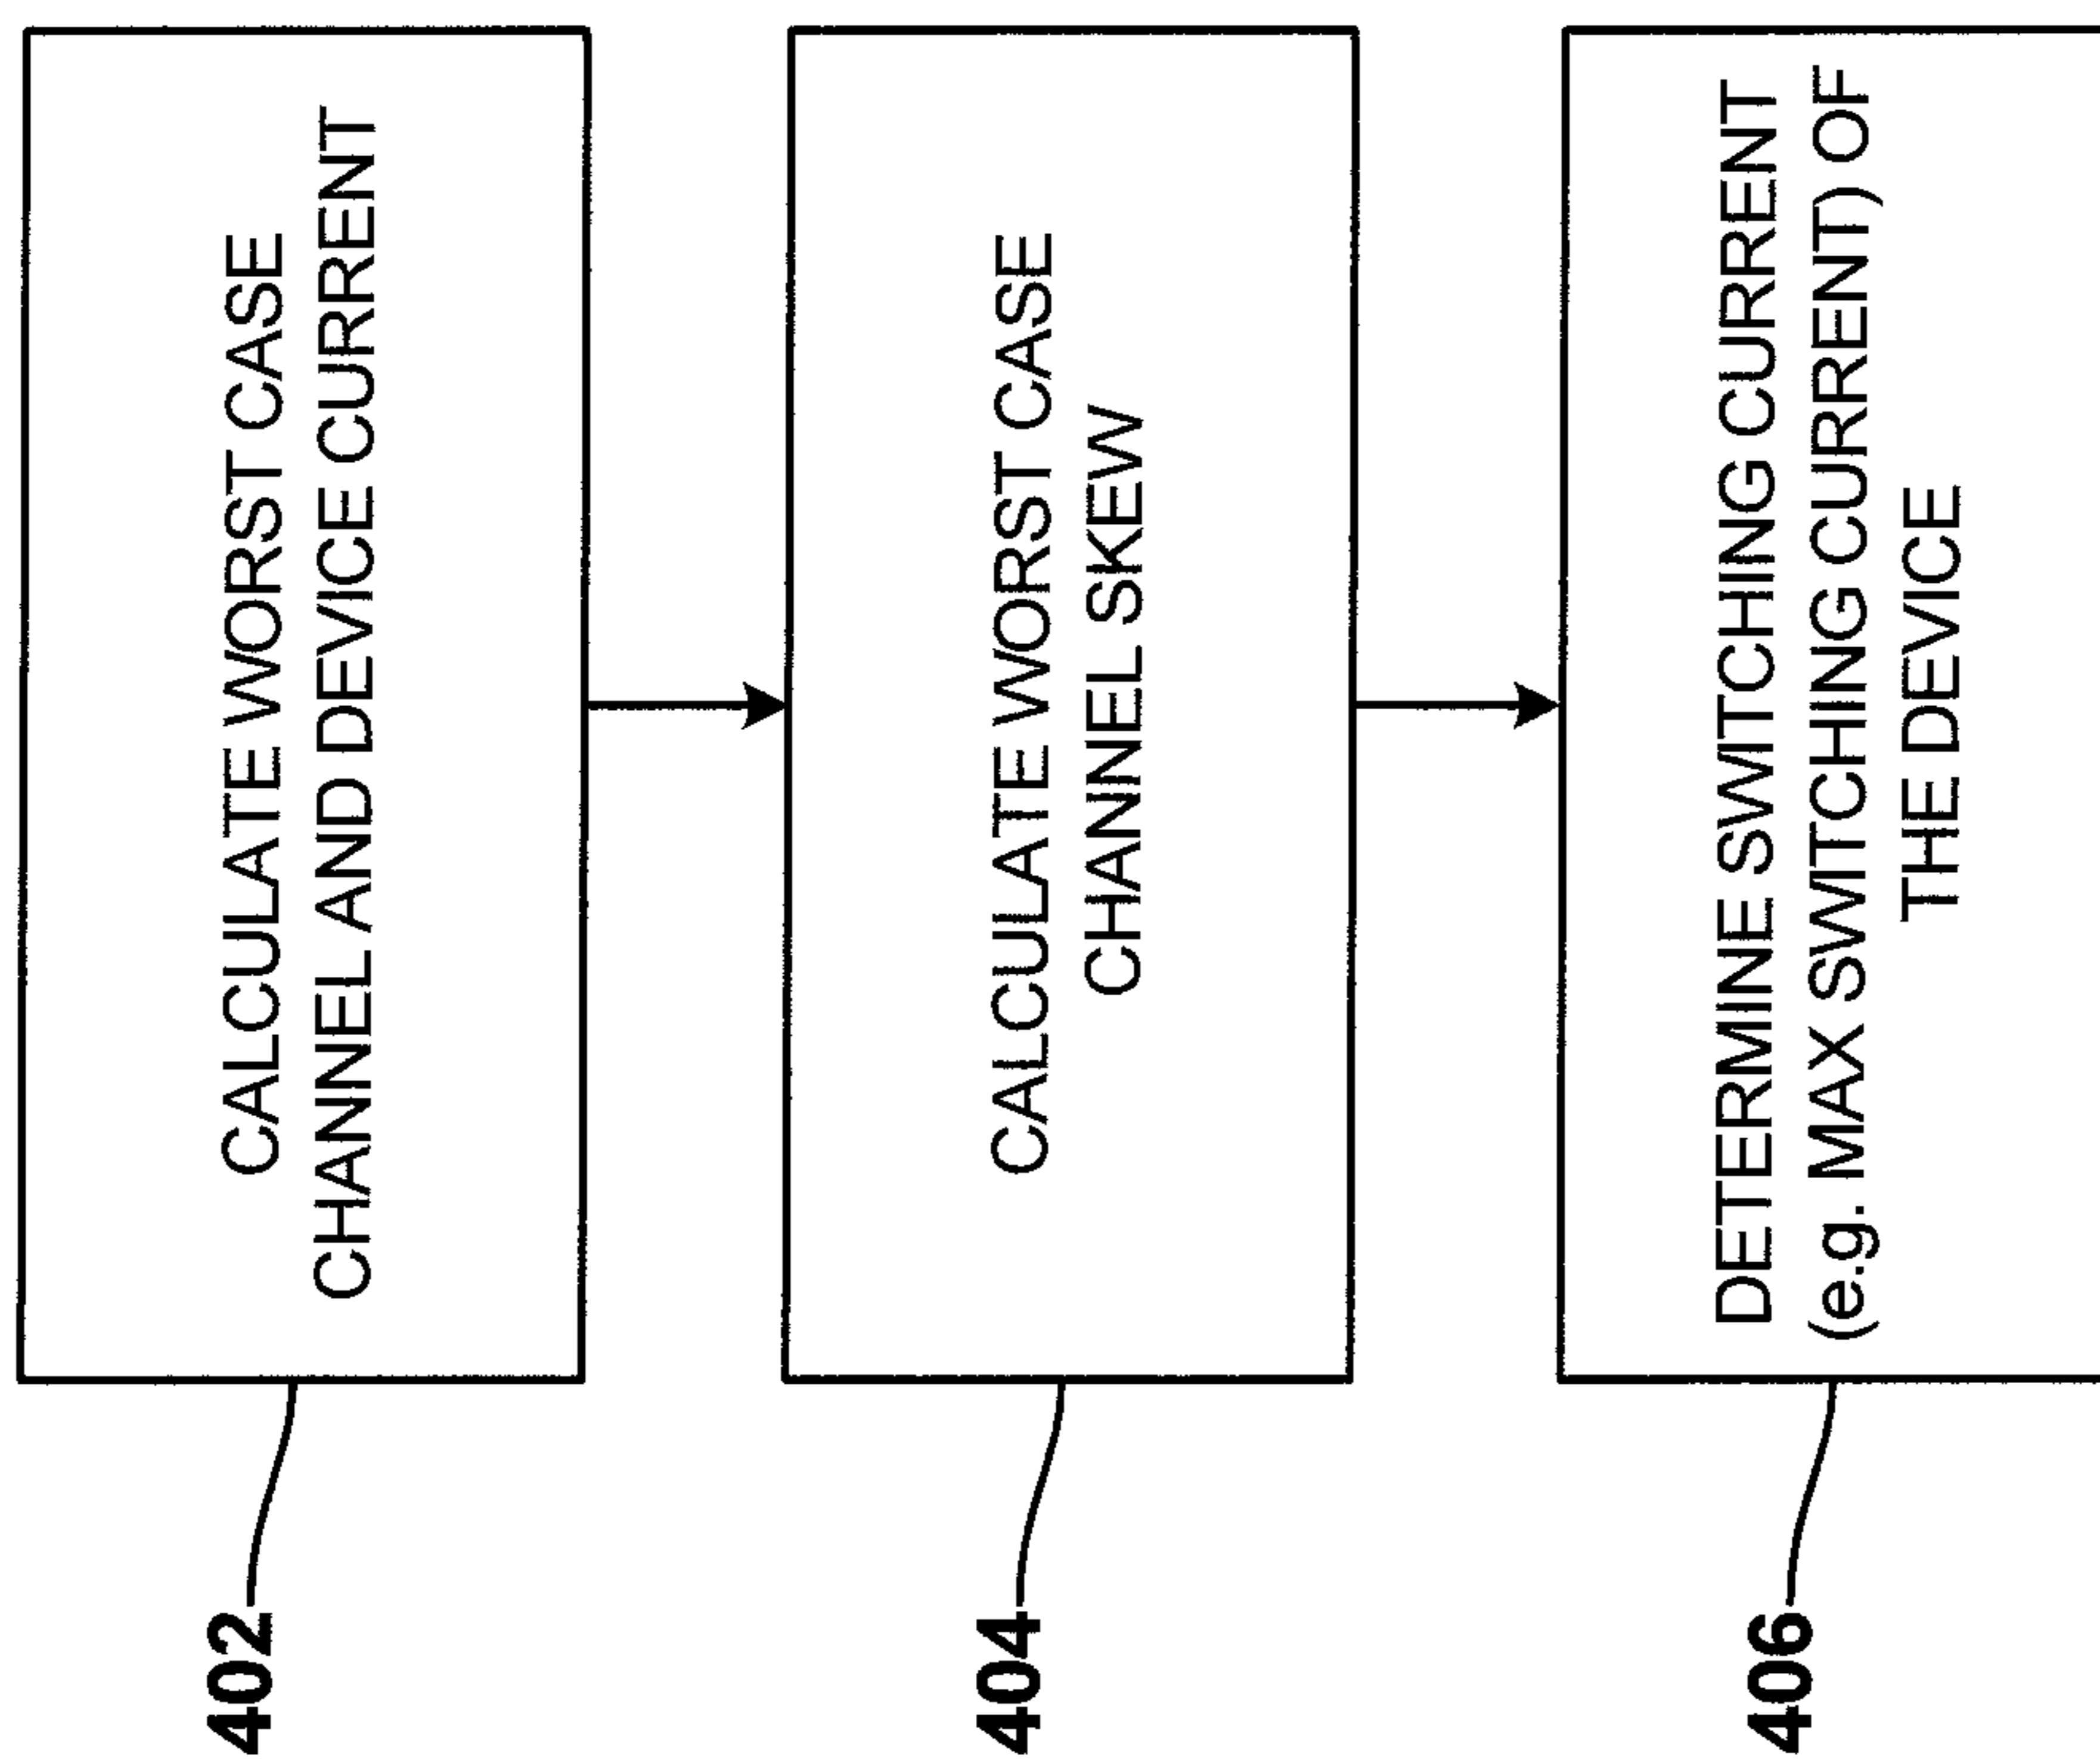 402
CALCULATE WORST CASE
CHANNEL AND DEVICE CURRENT
404
CALCULATE WORST CASE
CHANNEL SKEW
406
DETERMINE SWITCHING CURRENT
(e.g. MAX SWITCHING CURRENT) OF
THE DEVICE